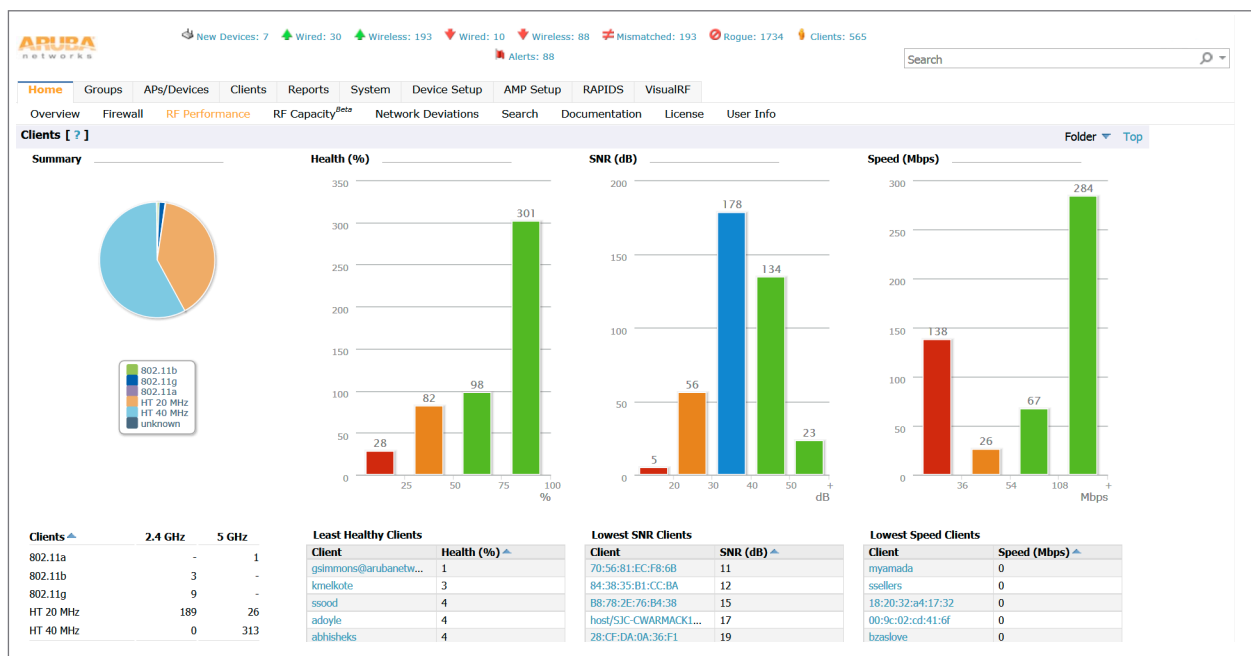 ARUBA
networks
New Devices: 7 Wired: 30 Wireless: 193 Wired: 10 Wireless: 88 Mismatched: 193 Rogue: 1734 Clients: 565
Alerts: 88
Search
Home Groups APs/Devices Clients Reports System Device Setup AMP Setup RAPIDS VisualRF
Overview Firewall RF Performance RF Capacity Beta Network Deviations Search Documentation License User Info
Clients [ ? ] Folder Top
Summary
802.11b
802.11g
802.11a
HT 20 MHz
HT 40 MHz
unknown
Health (%)
350
300
250
200
150
100
50
0
28
82
98
301
25 50 75 100
%
SNR (dB)
200
150
100
50
0
5
56
178
134
23
20 30 40 50 +
dB
Speed (Mbps)
300
250
200
150
100
50
0
138
26
67
284
36 54 108 +
Mbps
Clients 2.4 GHz 5 GHz
802.11a - 1
802.11b 3 -
802.11g 9 -
HT 20 MHz 189 26
HT 40 MHz 0 313
Least Healthy Clients
Client Health (%)
gsimmons@arubanetw... 1
kmelkote 3
ssood 4
adoyle 4
abhisheks 4
Lowest SNR Clients
Client SNR (dB)
70:56:81:EC:F8:6B 11
84:38:35:B1:CC:BA 12
B8:78:2E:76:B4:38 15
host/SJC-CWARMACK1... 17
28:CF:DA:0A:36:F1 19
Lowest Speed Clients
Client Speed (Mbps)
myamada 0
ssellers 0
18:20:32:a4:17:32 0
00:9c:02:cd:41:6f 0
bzaslove 0